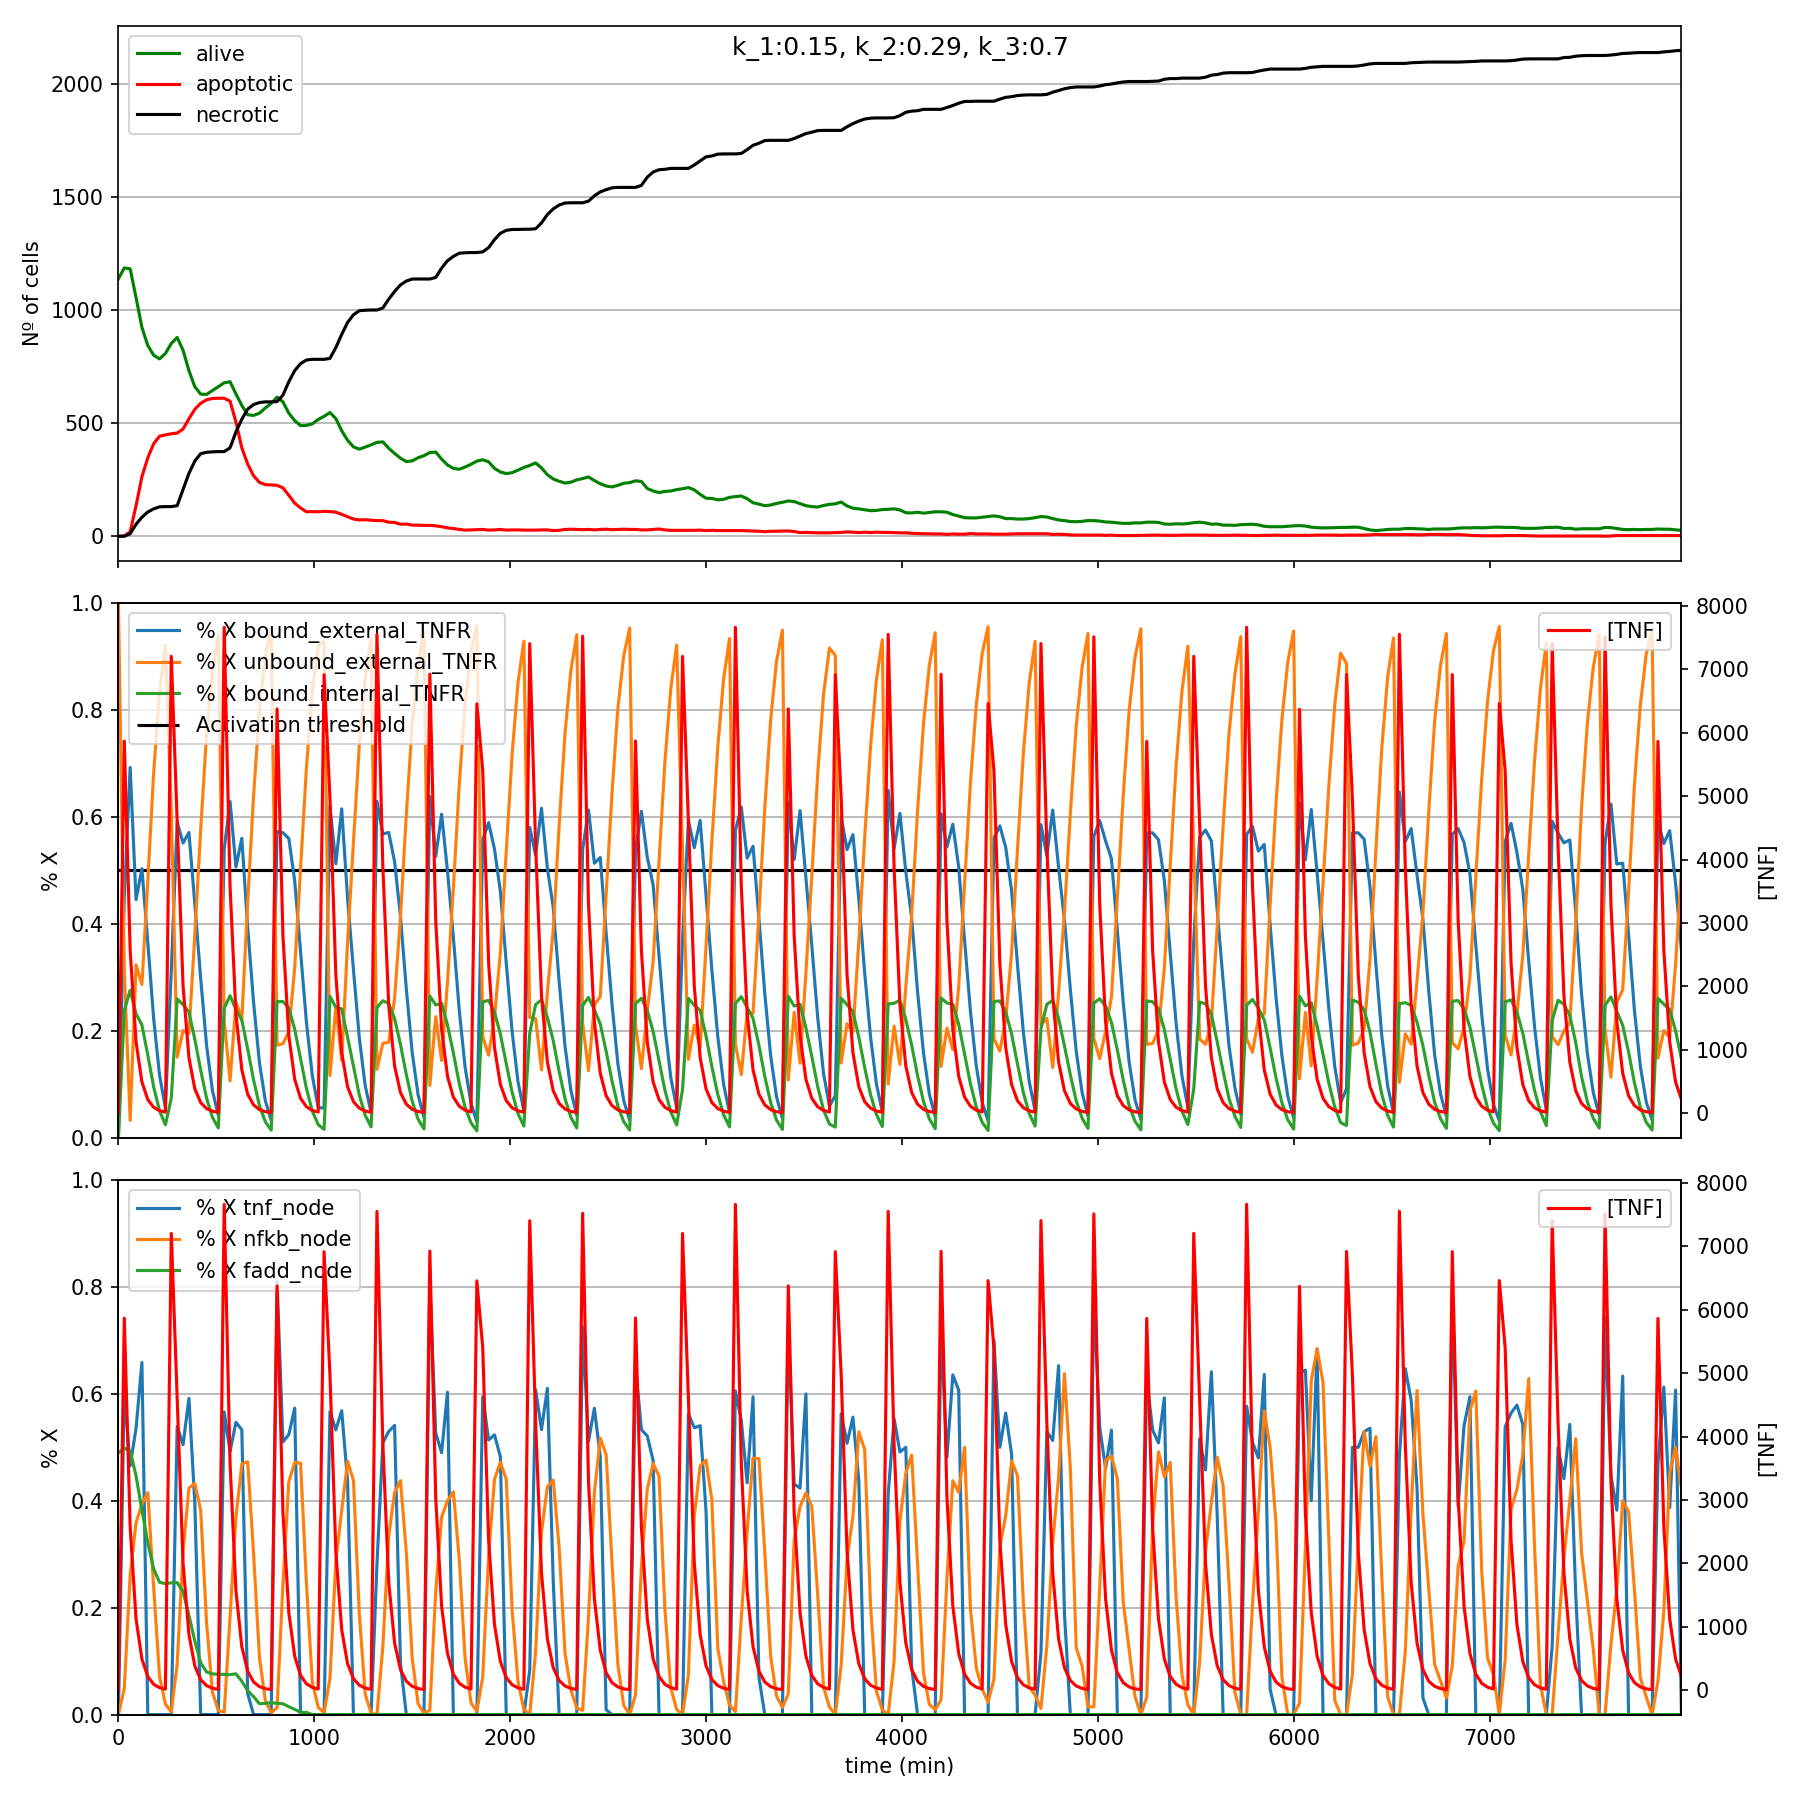 k_1:0.15, k_2:0.29, k_3:0.7
alive
apoptotic
necrotic
2000
1500
1000
500
0
Nº of cells
% X bound_external_TNFR
% X unbound_external_TNFR
% X bound_internal_TNFR
Activation threshold
[TNF]
1.0
0.8
0.6
0.4
0.2
0.0
% X
8000
7000
6000
5000
4000
3000
2000
1000
0
[TNF]
% X tnf_node
% X nfkb_node
% X fadd_node
[TNF]
1.0
0.8
0.6
0.4
0.2
0.0
% X
8000
7000
6000
5000
4000
3000
2000
1000
0
[TNF]
0 1000 2000 3000 4000 5000 6000 7000
time (min)